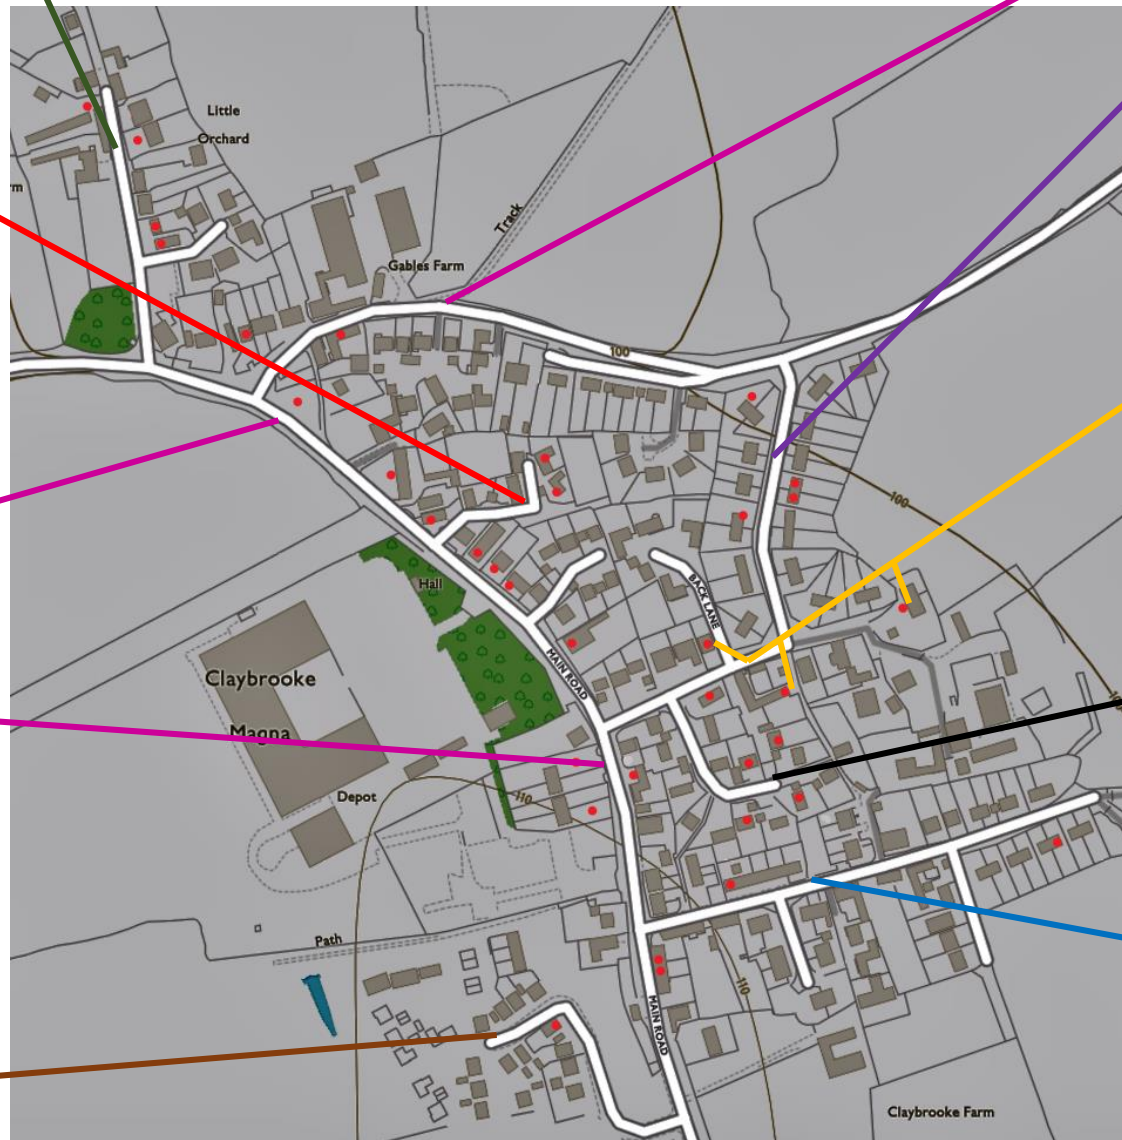 Little
Orchard
rm
Track
Gables Farm
100
100
Hall
BACK LANE
MAIN ROAD
Claybrooke
Magna
Depot
110
Path
110
MAIN ROAD
Claybrooke Farm